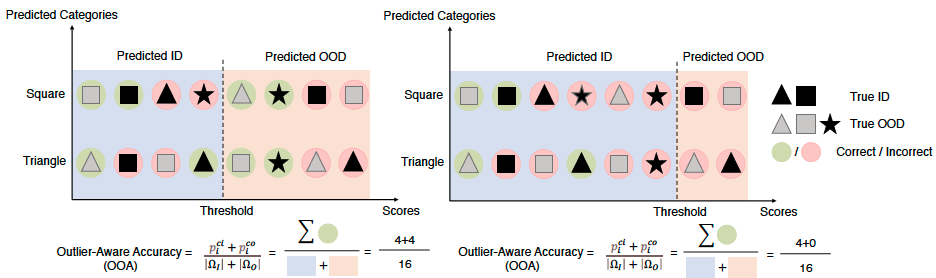 Predicted Categories
Predicted ID
Predicted OOD
Square
Triangle
Threshold
Scores
Outlier-Aware Accuracy = (OOA)
p_i^{cl} + p_i^{co} / |Ω_I| + |Ω_O| = ∑ / + = 4+4 / 16
Predicted Categories
Predicted ID
Predicted OOD
Square
Triangle
Threshold
Scores
Outlier-Aware Accuracy = (OOA)
p_i^{cl} + p_i^{co} / |Ω_I| + |Ω_O| = ∑ / + = 4+0 / 16
True ID
True OOD
/ Correct / Incorrect